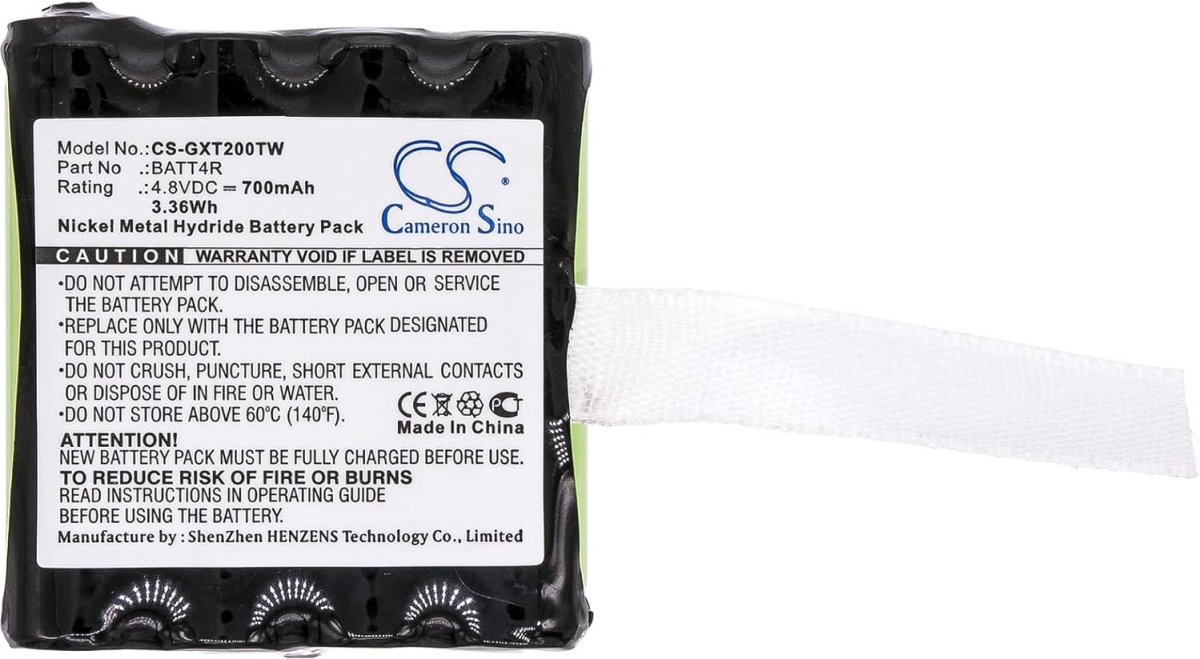 Model No.:CS-GXT200TW
Part No .:BATT4R
Rating .:4.8VDC = 700mAh
3.36Wh
Nickel Metal Hydride Battery Pack
CS ®
Cameron Sino
CAUTION WARRANTY VOID IF LABEL IS REMOVED
•DO NOT ATTEMPT TO DISASSEMBLE, OPEN OR SERVICE
THE BATTERY PACK.
•REPLACE ONLY WITH THE BATTERY PACK DESIGNATED
FOR THIS PRODUCT.
•DO NOT CRUSH, PUNCTURE, SHORT EXTERNAL CONTACTS
OR DISPOSE OF IN FIRE OR WATER.
•DO NOT STORE ABOVE 60°C (140°F).
CE PCT
Made In China
ATTENTION!
NEW BATTERY PACK MUST BE FULLY CHARGED BEFORE USE.
TO REDUCE RISK OF FIRE OR BURNS
READ INSTRUCTIONS IN OPERATING GUIDE
BEFORE USING THE BATTERY.
Manufacture by : ShenZhen HENZENS Technology Co., Limited